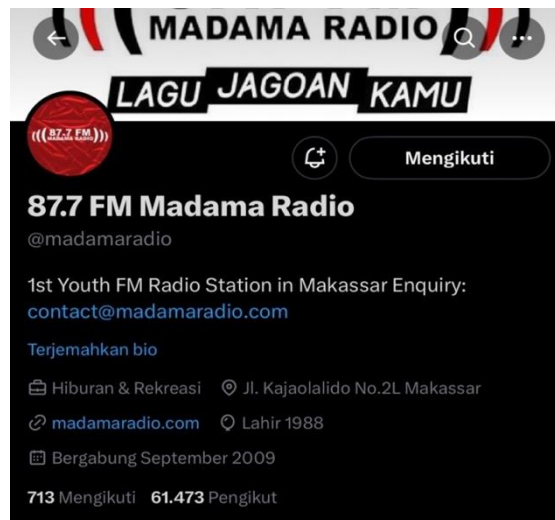 MADAMA RADIO
LAGU JAGOAN KAMU
((( 87.7 FM )))
MADAMA RADIO
Mengikuti
87.7 FM Madama Radio
@madamaradio
1st Youth FM Radio Station in Makassar Enquiry:
contact@madamaradio.com
Terjemahkan bio
Hiburan & Rekreasi Jl. Kajaolalido No.2L Makassar
madamaradio.com Lahir 1988
Bergabung September 2009
713 Mengikuti 61.473 Pengikut